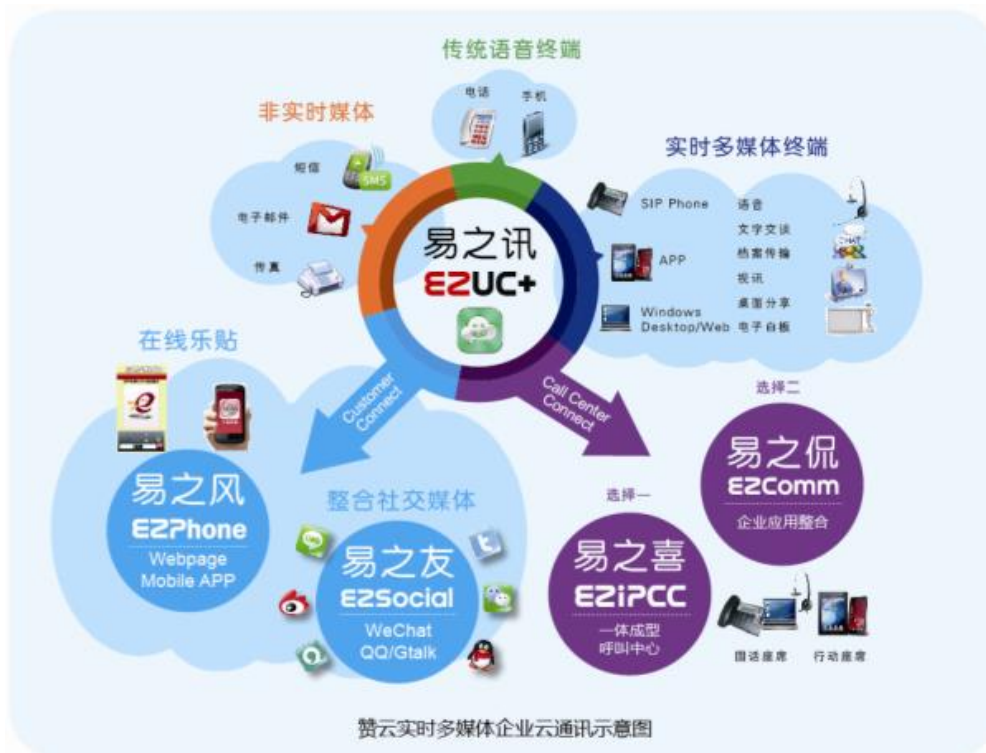 传统语音终端
电话
手机
非实时媒体
短信
SMS
电子邮件
传真
实时多媒体终端
SIP Phone
语音
文字交谈
APP
档案传输
视讯
Windows
Desktop/Web
桌面分享
电子白板
CHAT
易之讯
EZUC+
在线乐贴
Customer
Connect
Call Center
Connect
易之风
EZPhone
Webpage
Mobile APP
整合社交媒体
易之友
EZSocial
WeChat
QQ/Gtalk
选择一
易之喜
EZiPCC
一体成型
呼叫中心
选择二
易之侃
EZComm
企业应用整合
国话座席
行动座席
赞云实时多媒体企业云通讯示意图